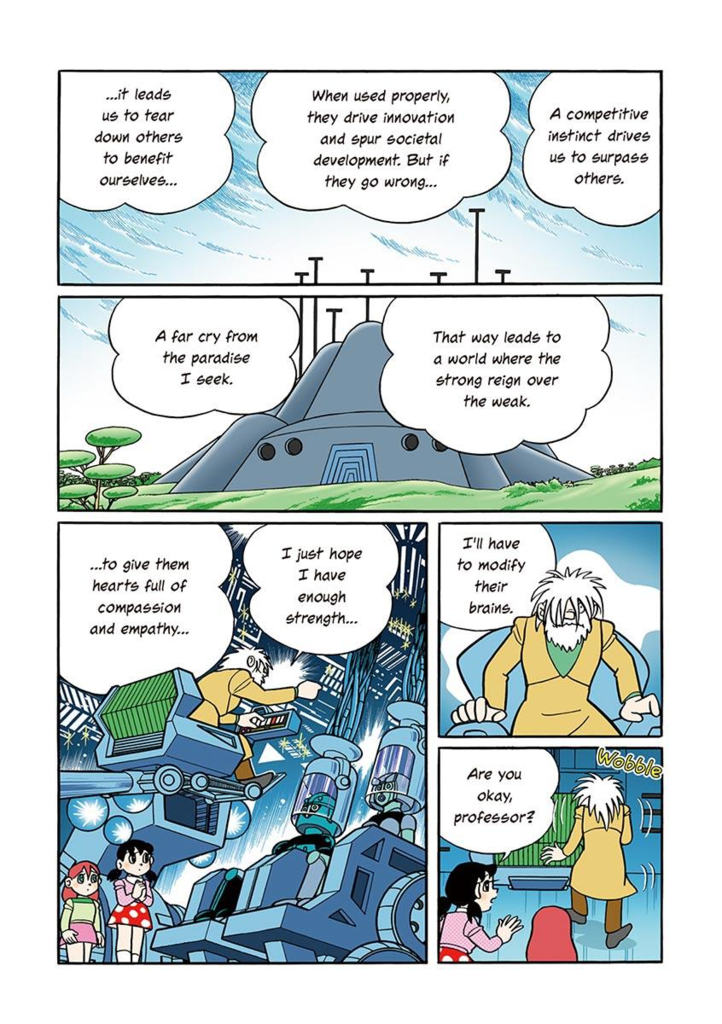 A competitive
instinct drives
us to surpass
others.
When used properly,
they drive innovation
and spur societal
development. But if
they go wrong...
...it leads
us to tear
down others
to benefit
ourselves...
That way leads to
a world where the
strong reign over
the weak.
A far cry from
the paradise
I seek.
I'll have
to modify
their
brains.
Are you
okay,
professor?
Wobble
I just hope
I have
enough
strength...
...to give them
hearts full of
compassion
and empathy...